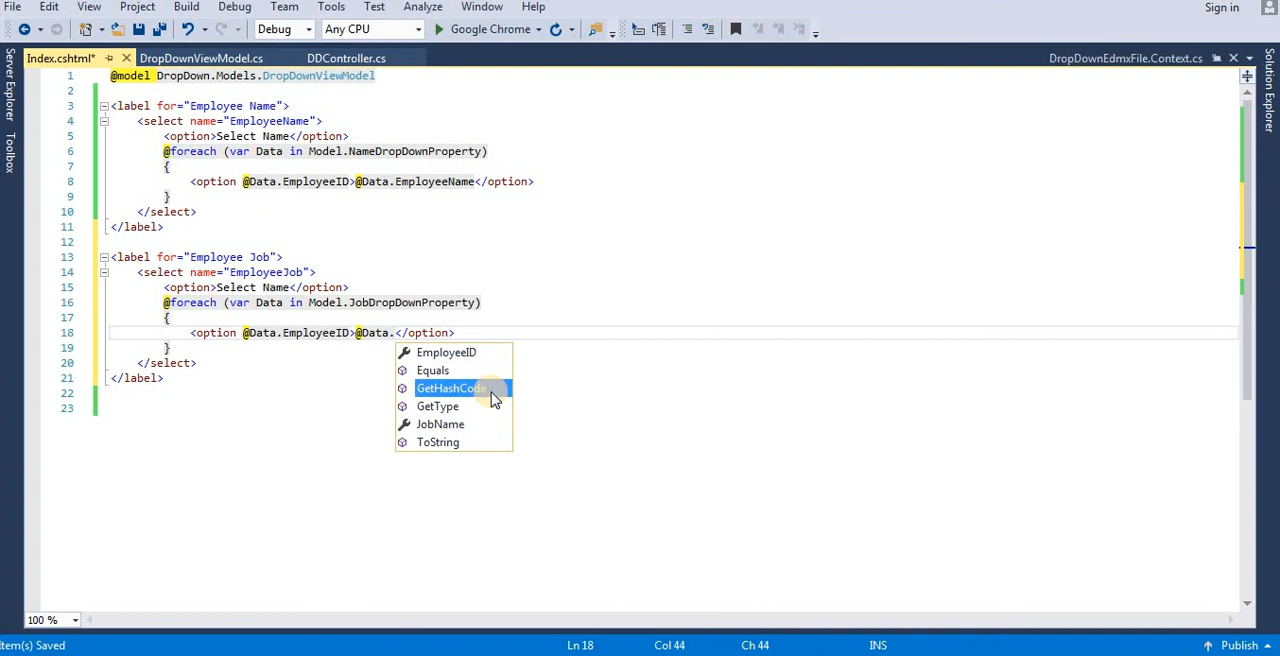 File Edit View Project Build Debug Team Tools Test Analyze Window Help Sign in
Debug Any CPU Google Chrome
Index.cshtml* DropDownViewModel.cs DDController.cs DropDownEdmxFile.Context.cs
Server Explorer
Toolbox
Solution Explorer
1 @model DropDown.Models.DropDownViewModel
2
3 <label for="Employee Name">
4 <select name="EmployeeName">
5 <option>Select Name</option>
6 @foreach (var Data in Model.NameDropDownProperty)
7 {
8 <option @Data.EmployeeID>@Data.EmployeeName</option>
9 }
10 </select>
11 </label>
12
13 <label for="Employee Job">
14 <select name="EmployeeJob">
15 <option>Select Name</option>
16 @foreach (var Data in Model.JobDropDownProperty)
17 {
18 <option @Data.EmployeeID>@Data.</option>
19 }
20 </select>
21 </label>
22
23
EmployeeID
Equals
GetHashCode
GetType
JobName
ToString
100 %
Item(s) Saved Ln 18 Col 44 Ch 44 INS Publish